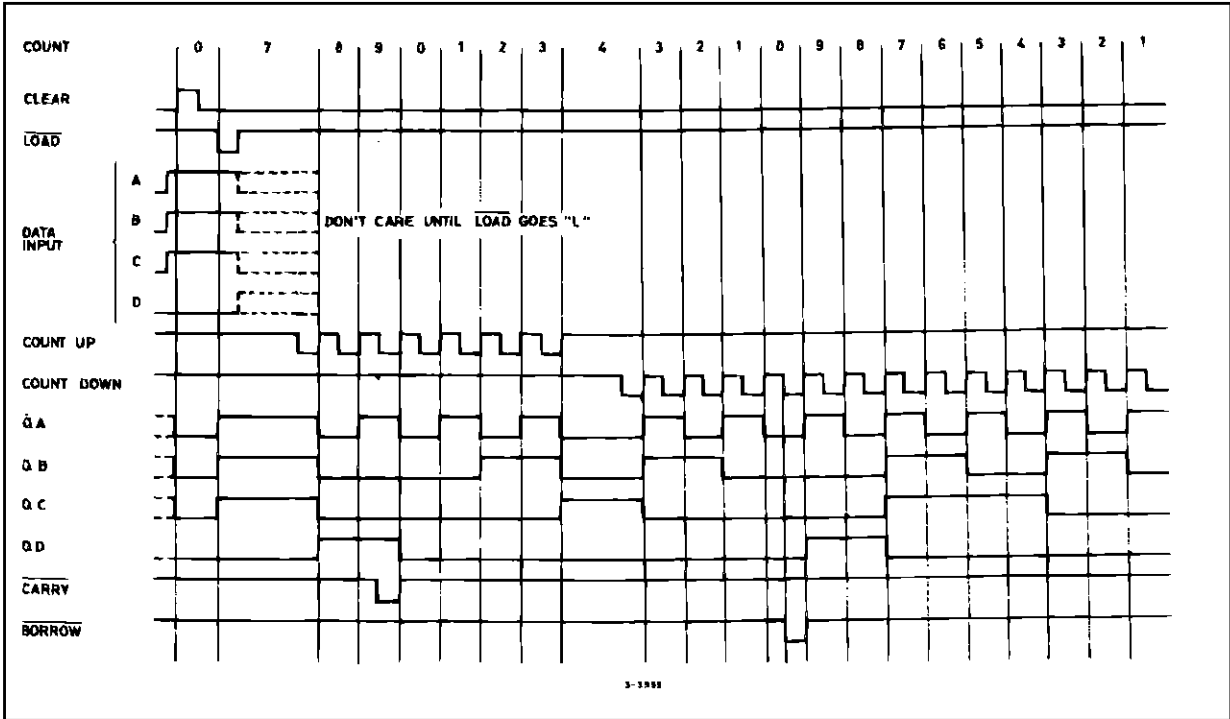 COUNT 0 7 8 9 0 1 2 3 4 3 2 1 0 9 8 7 6 5 4 3 2 1
CLEAR
LOAD
A
B
DATA INPUT
C
D
DON'T CARE UNTIL LOAD GOES "L"
COUNT UP
COUNT DOWN
Q A
Q B
Q C
Q D
CARRY
BORROW